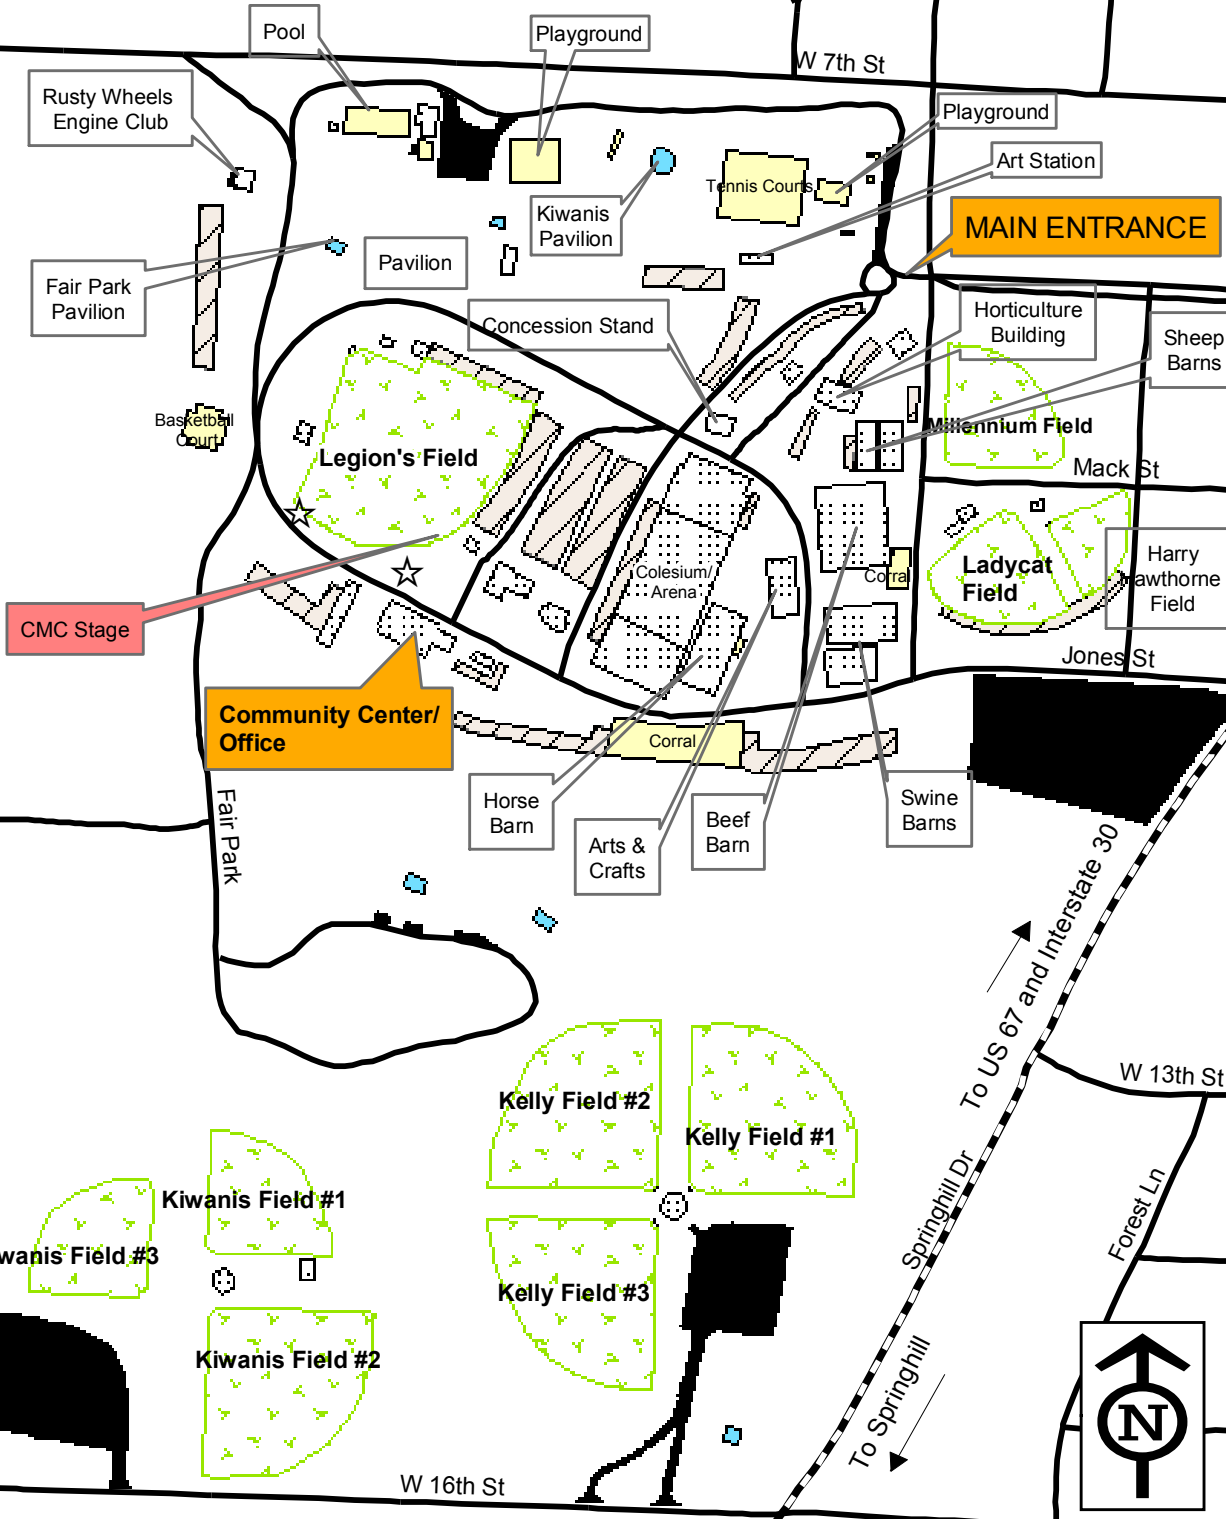 Pool
Playground
W 7th St
Rusty Wheels
Engine Club
Playground
Art Station
Tennis Courts
MAIN ENTRANCE
Kiwanis
Pavilion
Pavilion
Fair Park
Pavilion
Concession Stand
Horticulture
Building
Sheep
Barns
Basketball
Court
Millennium Field
Legion's Field
Mack St
Colesium/
Arena
Corral
Ladycat
Field
Harry
Hawthorne
Field
CMC Stage
Jones St
Community Center/
Office
Corral
Horse
Barn
Arts &
Crafts
Beef
Barn
Swine
Barns
Fair Park
To US 67 and Interstate 30
W 13th St
Kelly Field #2
Kelly Field #1
Springhill Dr
Forest Ln
Kiwanis Field #1
wanis Field #3
Kelly Field #3
Kiwanis Field #2
To Springhill
N
W 16th St